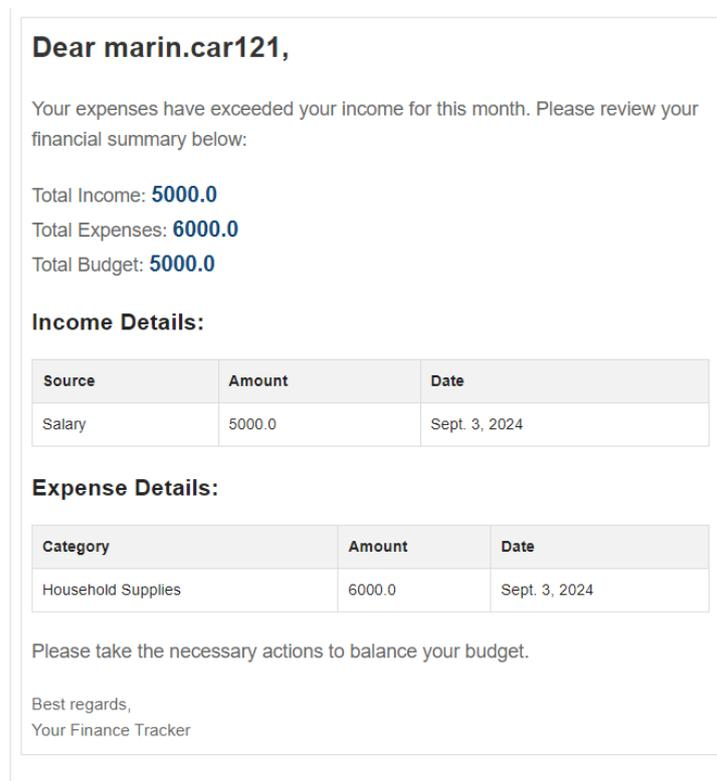 Dear marin.car121,
Your expenses have exceeded your income for this month. Please review your
financial summary below:
Total Income: 5000.0
Total Expenses: 6000.0
Total Budget: 5000.0
Income Details:
Source Amount Date
Salary 5000.0 Sept. 3, 2024
Expense Details:
Category Amount Date
Household Supplies 6000.0 Sept. 3, 2024
Please take the necessary actions to balance your budget.
Best regards,
Your Finance Tracker